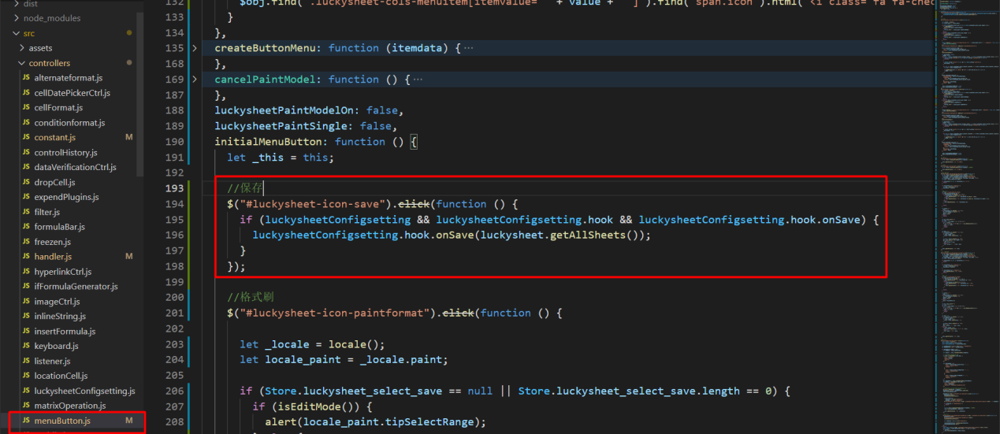 dist
node_modules
src
assets
controllers
JS alternateformat.js
JS cellDatePickerCtrl.js
JS cellFormat.js
JS conditionformat.js
JS constant.js M
JS controlHistory.js
JS dataVerificationCtrl.js
JS dropCell.js
JS expendPlugins.js
JS filter.js
JS formulaBar.js
JS freezen.js
JS handler.js M
JS hyperlinkCtrl.js
JS ifFormulaGenerator.js
JS imageCtrl.js
JS inlineString.js
JS insertFormula.js
JS keyboard.js
JS listener.js
JS locationCell.js
JS luckysheetConfigsetting.js
JS matrixOperation.js
JS menuButton.js M
132 $obj.find(".luckysheet-cols-menuitem[itemvalue='" + value + "']").find("span.icon").html('<i class="fa fa-chec
133 }
134 },
135 createButtonMenu: function (itemdata) { ···
168 },
169 cancelPaintModel: function () { ···
187 },
188 luckysheetPaintModelOn: false,
189 luckysheetPaintSingle: false,
190 initialMenuButton: function () {
191 let _this = this;
192
193 //保存
194 $("#luckysheet-icon-save").click(function () {
195 if (luckysheetConfigsetting && luckysheetConfigsetting.hook && luckysheetConfigsetting.hook.onSave) {
196 luckysheetConfigsetting.hook.onSave(luckysheet.getAllSheets());
197 }
198 });
199
200 //格式刷
201 $("#luckysheet-icon-paintformat").click(function () {
202
203 let _locale = locale();
204 let locale_paint = _locale.paint;
205
206 if (Store.luckysheet_select_save == null || Store.luckysheet_select_save.length == 0) {
207 if (isEditMode()) {
208 alert(locale_paint.tipSelectRange);